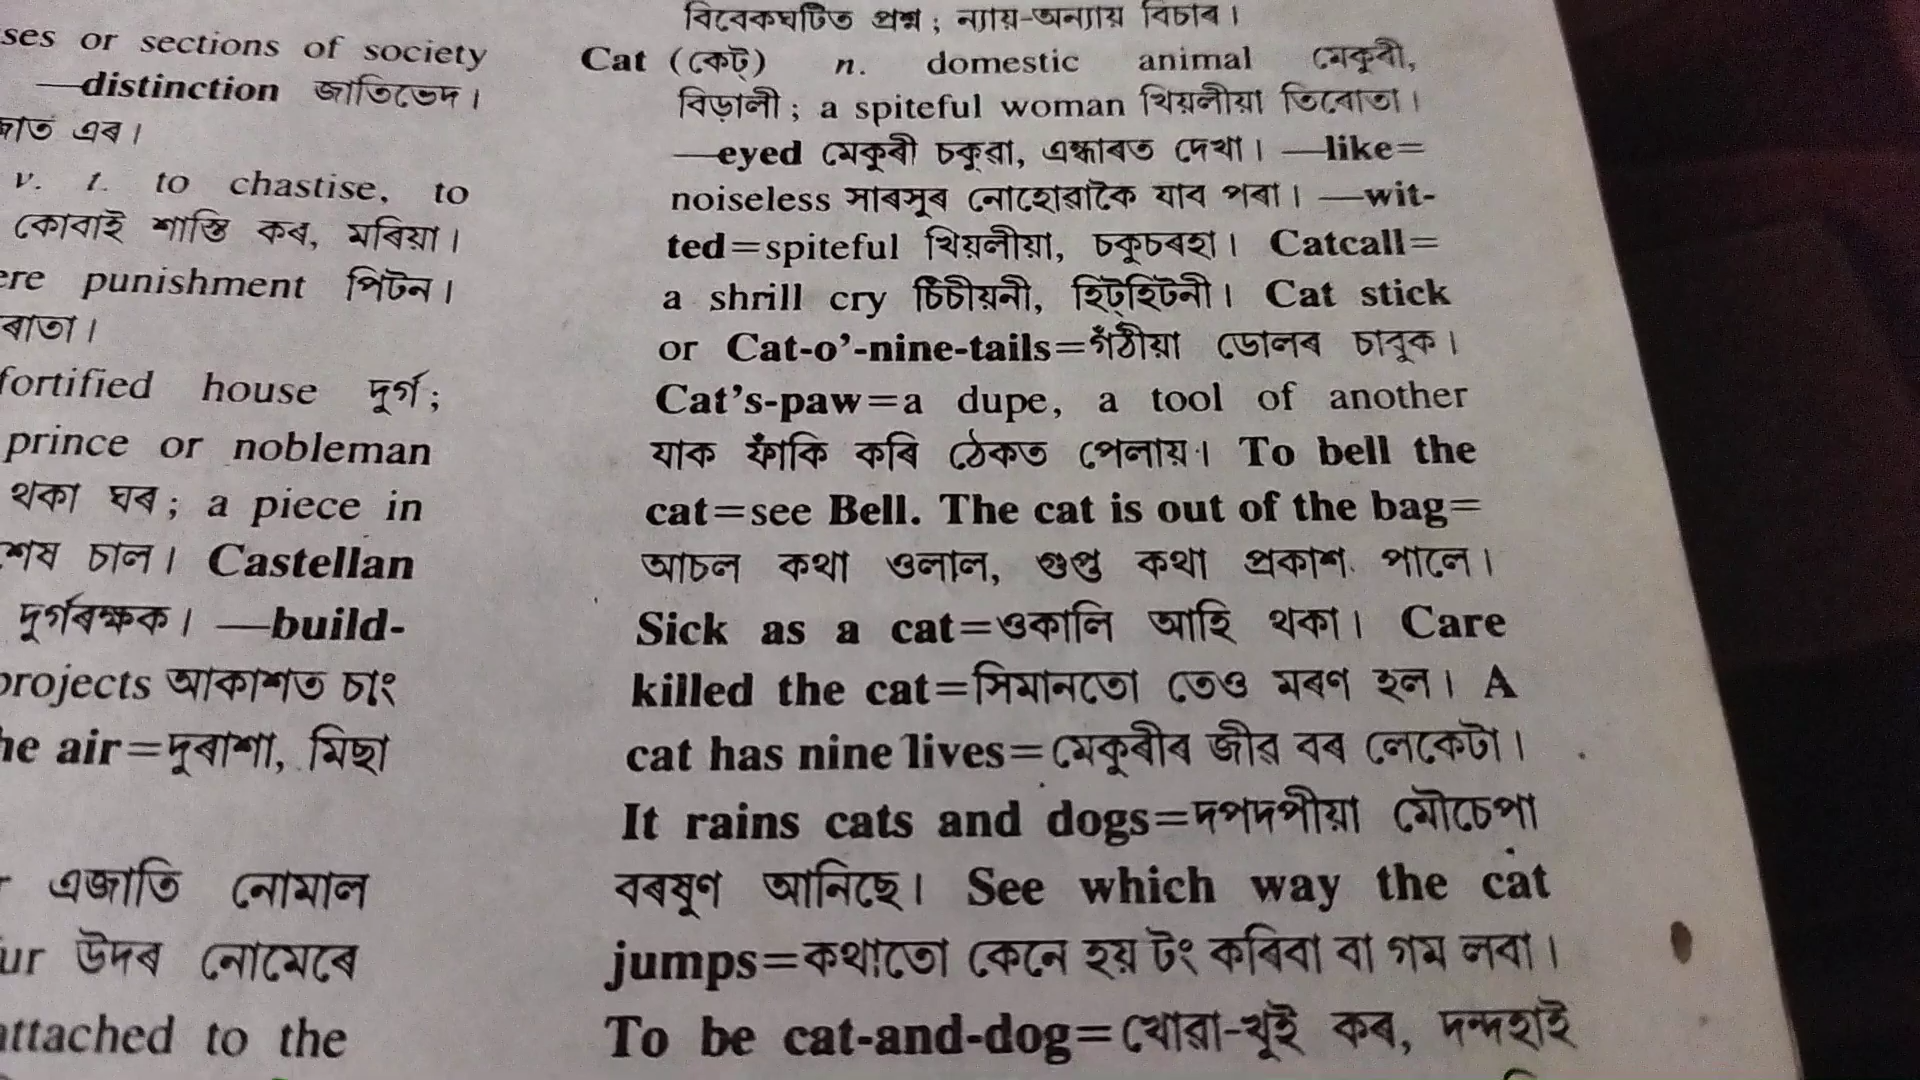 ses or sections of society
—distinction জাতিভেদ।
জাত এৰ।
v. t. to chastise, to
কোবাই শাস্তি কৰ, মৰিয়া।
ere punishment পিটন।
ৰাতা।
fortified house দুৰ্গ;
prince or nobleman
থকা ঘৰ; a piece in
শেষ চাল। Castellan
দুৰ্গৰক্ষক। —build-
projects আকাশত চাং
he air=দুৰাশা, মিছা
এজাতি নোমাল
ur উদৰ নোমেৰে
attached to the
বিবেকঘটিত প্ৰশ্ন; ন্যায়-অন্যায় বিচাৰ।
Cat (কেট্) n. domestic animal মেকুৰী,
বিড়ালী; a spiteful woman খিয়লীয়া তিৰোতা।
—eyed মেকুৰী চকুৱা, এন্ধাৰত দেখা। —like=
noiseless সাৰসুৰ নোহোৱাকৈ যাব পৰা। —wit-
ted=spiteful খিয়লীয়া, চকুচৰহা। Catcall=
a shrill cry চিঁচীয়নী, হিট্‌হিটনী। Cat stick
or Cat-o'-nine-tails=গঁঠীয়া ডোলৰ চাবুক।
Cat's-paw=a dupe, a tool of another
যাক ফাঁকি কৰি ঠেকত পেলায়। To bell the
cat=see Bell. The cat is out of the bag=
আচল কথা ওলাল, গুপ্ত কথা প্ৰকাশ পালে।
Sick as a cat=ওকালি আহি থকা। Care
killed the cat=সিমানতো তেও মৰণ হল। A
cat has nine lives=মেকুৰীৰ জীৱ বৰ লেকেটা।
It rains cats and dogs=দপদপীয়া মৌচেপা
বৰষুণ আনিছে। See which way the cat
jumps=কথাতো কেনে হয় টং কৰিবা বা গম লবা।
To be cat-and-dog=খোৱা-খূই কৰ, দন্দহাই